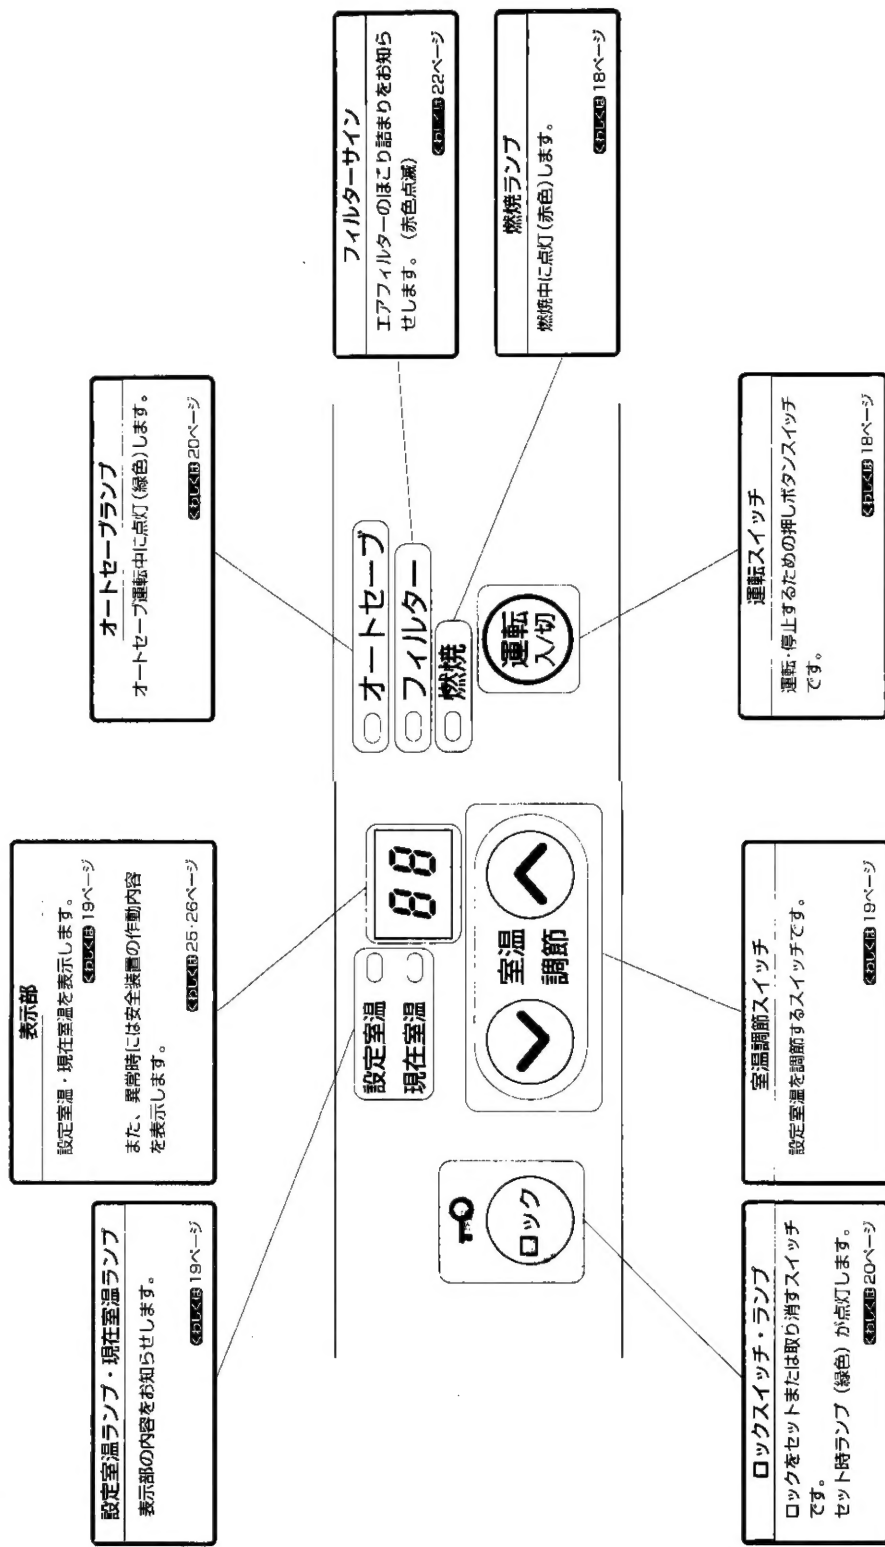 設定室温ランプ・現在室温ランプ
表示部の内容をお知らせします。
くわしくは 19ページ
表示部
設定室温・現在室温を表示します。
くわしくは 19ページ
また、異常時には安全装置の作動内容
を表示します。
くわしくは 25・26ページ
オートセーブランプ
オートセーブ運転中に点灯(緑色)します。
くわしくは 20ページ
フィルターサイン
エアフィルターのほこり詰まりをお知ら
せします。(赤色点滅)
くわしくは 22ページ
燃焼ランプ
燃焼中に点灯(赤色)します。
くわしくは 18ページ
設定室温
現在室温
88
オートセーブ
フィルター
燃焼
ロック
室温
調節
運転
入/切
ロックスイッチ・ランプ
ロックをセットまたは取り消すスイッチ
です。
セット時ランプ(緑色)が点灯します。
くわしくは 20ページ
室温調節スイッチ
設定室温を調節するスイッチです。
くわしくは 19ページ
運転スイッチ
運転・停止するための押しボタンスイッチ
です。
くわしくは 18ページ